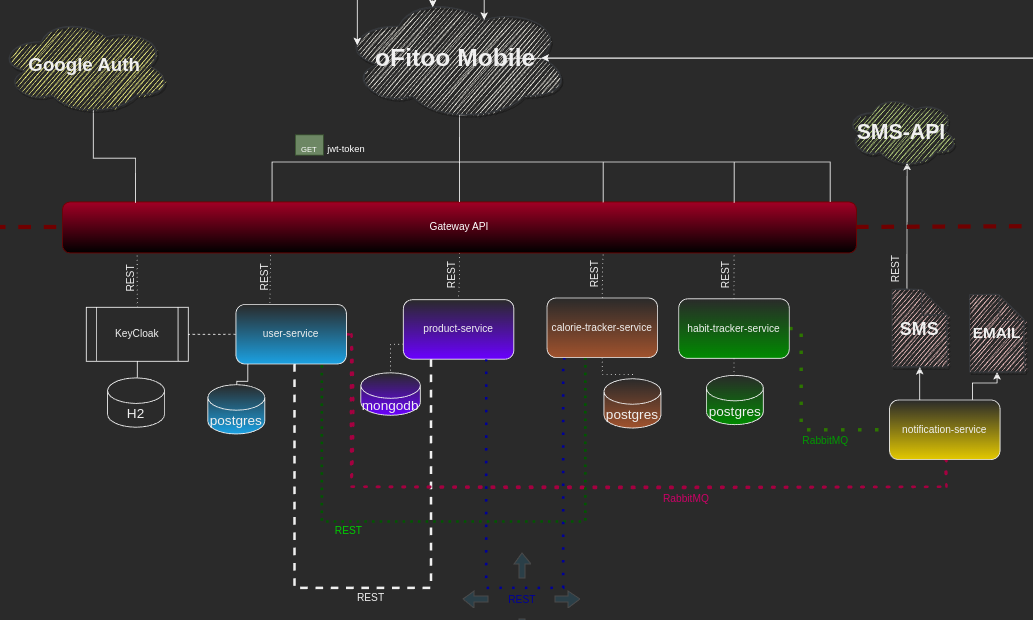 Google Auth
oFitoo Mobile
SMS-API
GET
jwt-token
Gateway API
REST
REST
REST
REST
REST
REST
KeyCloak
user-service
product-service
calorie-tracker-service
habit-tracker-service
SMS
EMAIL
H2
postgres
mongodb
postgres
postgres
notification-service
RabbitMQ
RabbitMQ
REST
REST
REST